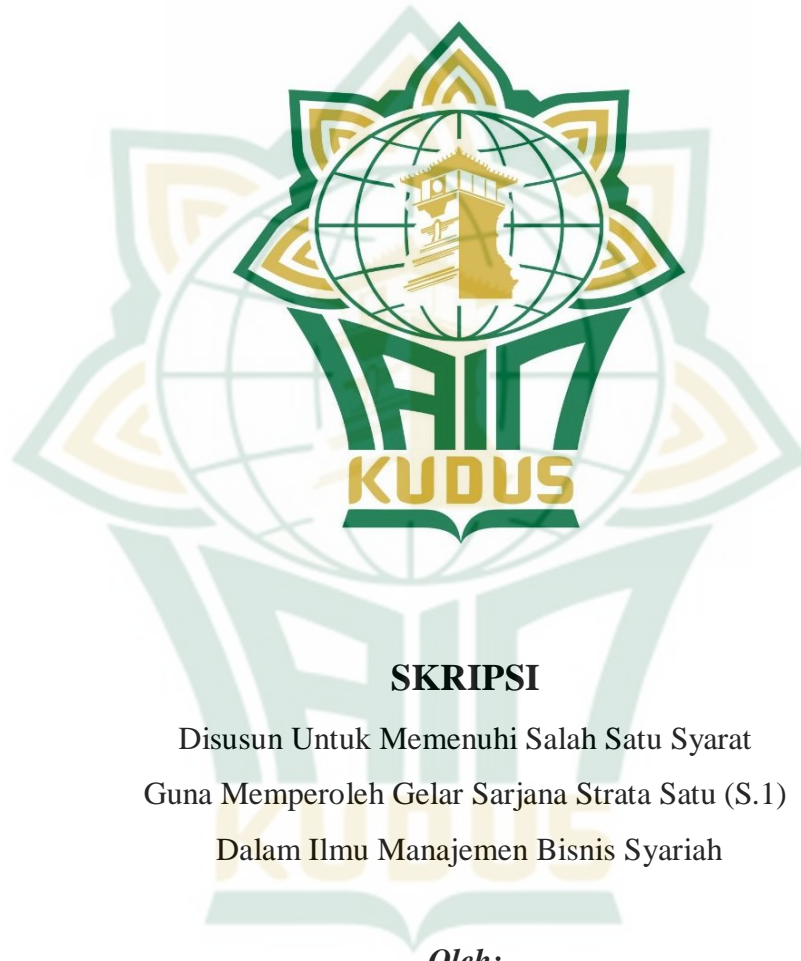 IAIN
KUDUS
SKRIPSI
Disusun Untuk Memenuhi Salah Satu Syarat
Guna Memperoleh Gelar Sarjana Strata Satu (S.1)
Dalam Ilmu Manajemen Bisnis Syariah
Oleh: